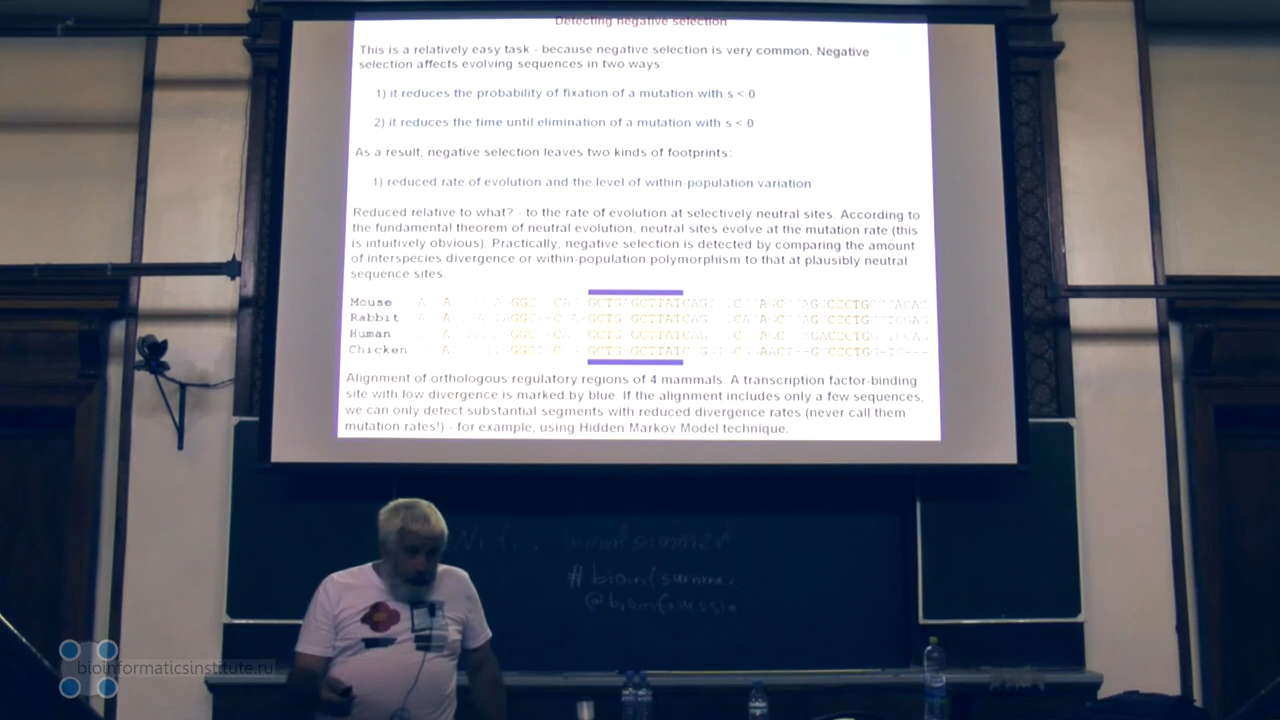 Detecting negative selection
This is a relatively easy task - because negative selection is very common. Negative
selection affects evolving sequences in two ways:
1) it reduces the probability of fixation of a mutation with s < 0
2) it reduces the time until elimination of a mutation with s < 0
As a result, negative selection leaves two kinds of footprints:
1) reduced rate of evolution and the level of within-population variation
Reduced relative to what? - to the rate of evolution at selectively neutral sites. According to
the fundamental theorem of neutral evolution, neutral sites evolve at the mutation rate (this
is intuitively obvious). Practically, negative selection is detected by comparing the amount
of interspecies divergence or within-population polymorphism to that at plausibly neutral
sequence sites
Mouse
Rabbit
Human
Chicken
Alignment of orthologous regulatory regions of 4 mammals. A transcription factor-binding
site with low divergence is marked by blue. If the alignment includes only a few sequences,
we can only detect substantial segments with reduced divergence rates (never call them
mutation rates!) - for example, using Hidden Markov Model technique.
#bioinfsummer
@bioinfrussia
bioinformaticsinstitute.ru